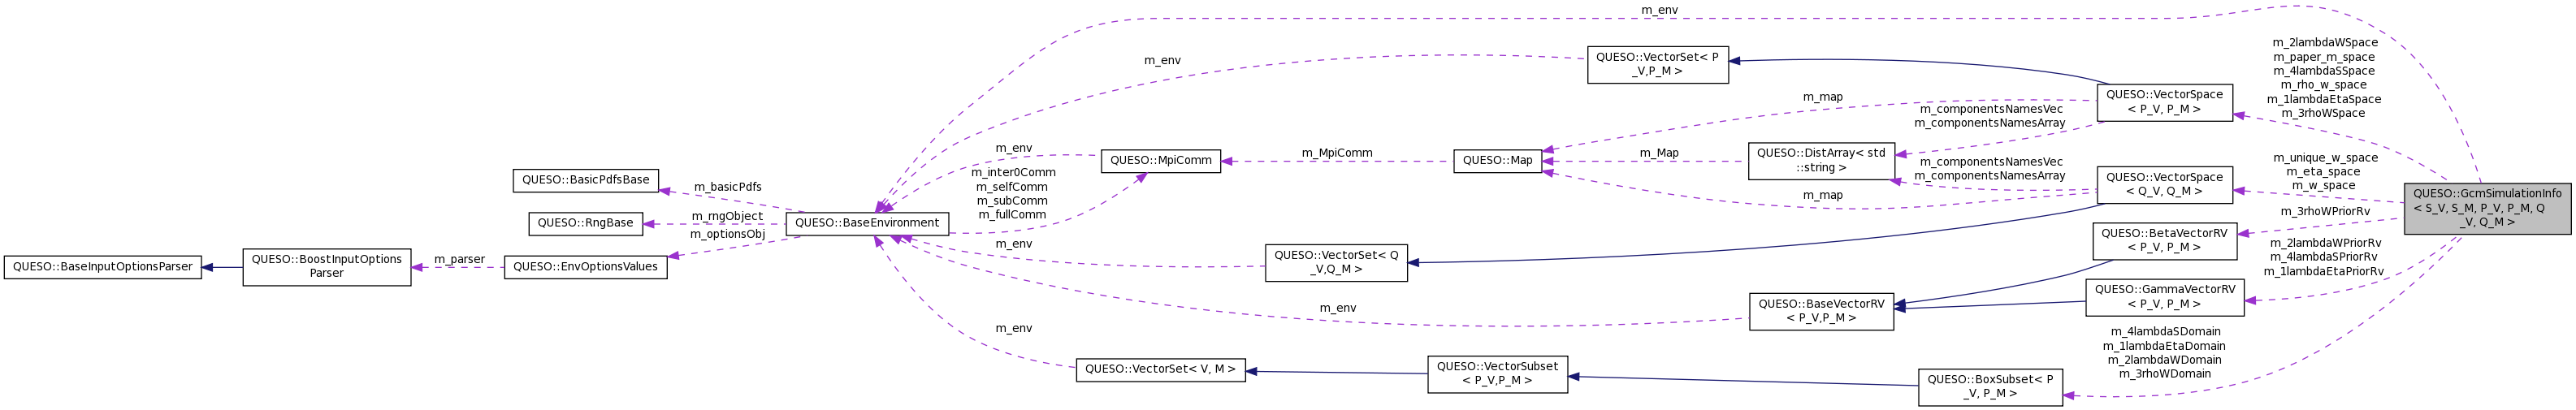 m_env
m_2lambdaWSpace
m_paper_m_space
m_4lambdaSSpace
m_rho_w_space
m_1lambdaEtaSpace
m_3rhoWSpace
QUESO::VectorSet< P
_V,P_M >
m_env
QUESO::VectorSpace
< P_V, P_M >
m_map
m_componentsNamesVec
m_componentsNamesArray
QUESO::MpiComm
m_MpiComm
QUESO::Map
m_Map
QUESO::DistArray< std
::string >
m_env
m_inter0Comm
m_selfComm
m_subComm
m_fullComm
m_componentsNamesVec
m_componentsNamesArray
m_map
QUESO::VectorSpace
< Q_V, Q_M >
m_unique_w_space
m_eta_space
m_w_space
QUESO::GcmSimulationInfo
< S_V, S_M, P_V, P_M, Q
_V, Q_M >
QUESO::BasicPdfsBase
m_basicPdfs
QUESO::RngBase
m_rngObject
m_optionsObj
QUESO::BaseEnvironment
QUESO::BaseInputOptionsParser
QUESO::BoostInputOptions
Parser
m_parser
QUESO::EnvOptionsValues
m_env
QUESO::VectorSet< Q
_V,Q_M >
m_3rhoWPriorRv
QUESO::BetaVectorRV
< P_V, P_M >
m_2lambdaWPriorRv
m_4lambdaSPriorRv
m_1lambdaEtaPriorRv
m_env
QUESO::BaseVectorRV
< P_V,P_M >
QUESO::GammaVectorRV
< P_V, P_M >
m_env
QUESO::VectorSet< V, M >
QUESO::VectorSubset
< P_V,P_M >
QUESO::BoxSubset< P
_V, P_M >
m_4lambdaSDomain
m_1lambdaEtaDomain
m_2lambdaWDomain
m_3rhoWDomain